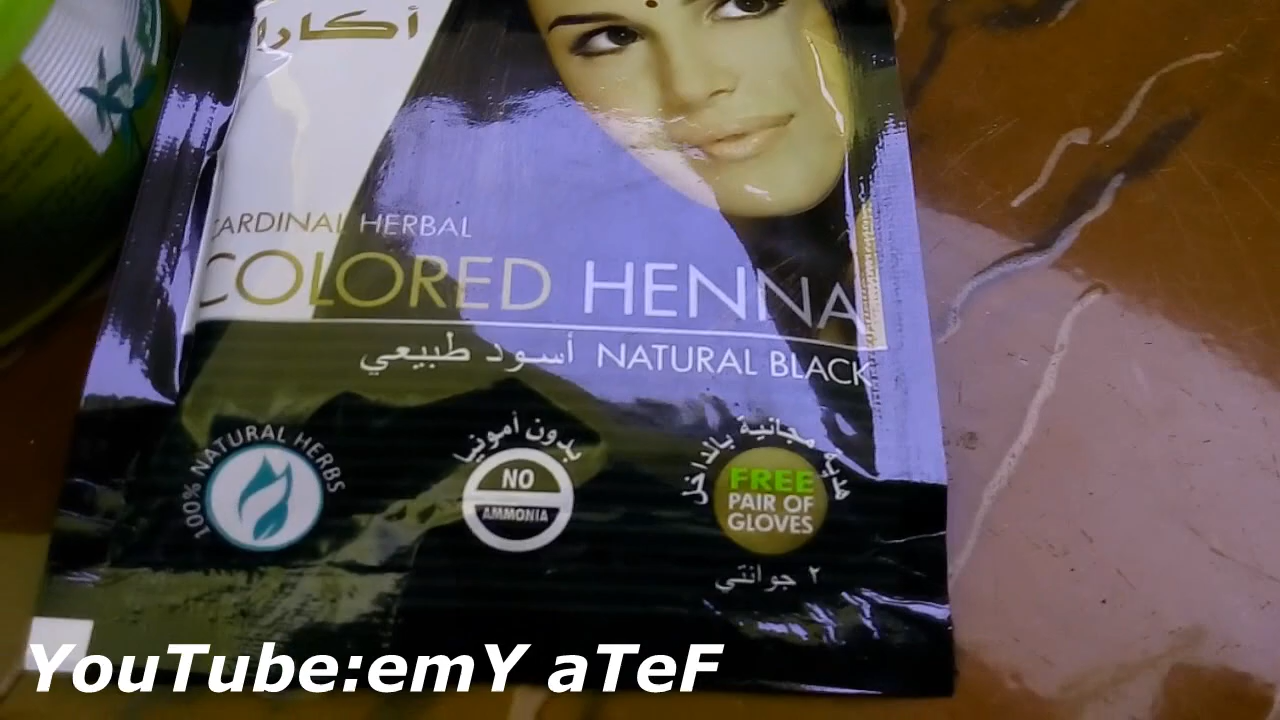 أكارا
CARDINAL HERBAL
COLORED HENNA
أسود طبيعي NATURAL BLACK
100% NATURAL HERBS
بدون أمونيا
NO
AMMONIA
هدية مجانية بالداخل
FREE
PAIR OF
GLOVES
٢ جوانتي
YouTube:emY aTeF